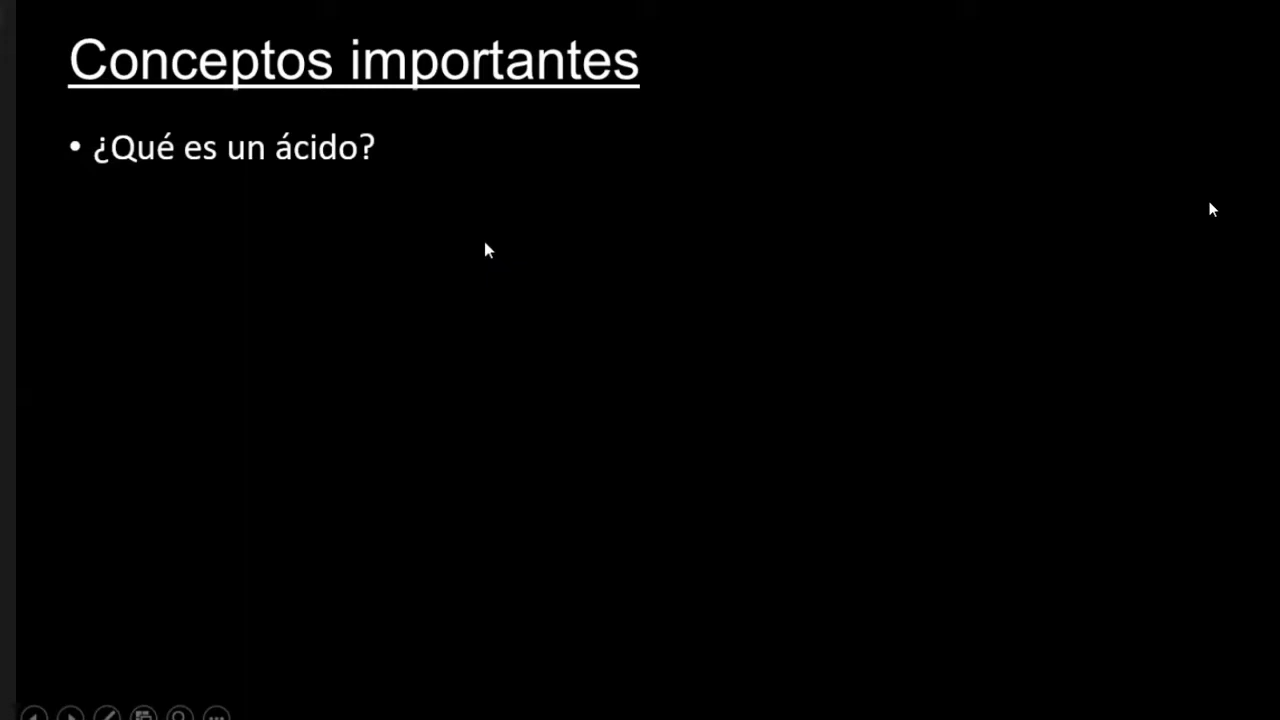 Conceptos importantes
• ¿Qué es un ácido?